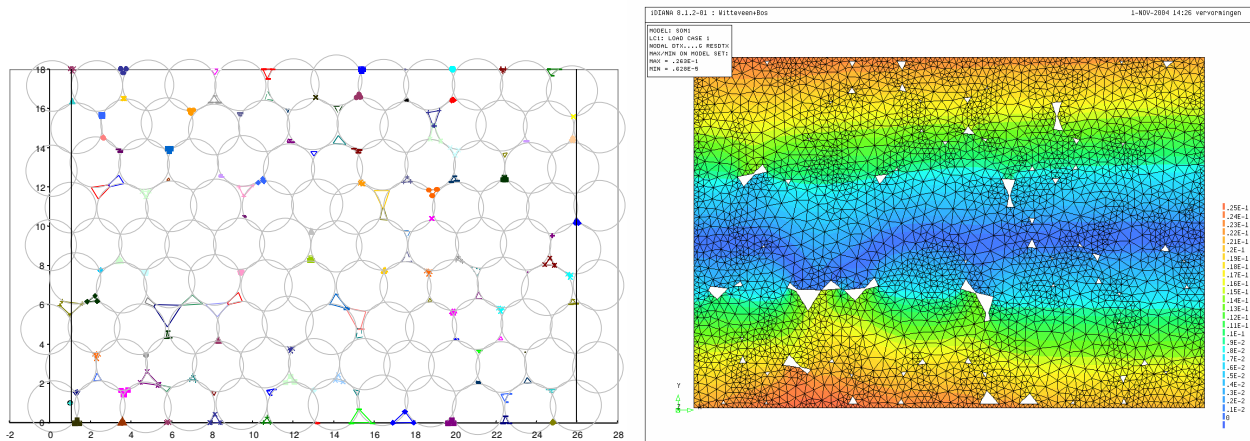 18
16
14
12
10
8
6
4
2
0
-2 0 2 4 6 8 10 12 14 16 18 20 22 24 26 28
iDIANA 8.1.2-01 : Witteveen+Bos 1-NOV-2004 14:26 vervormingen
MODEL: SOM1
LC1: LOAD CASE 1
NODAL DTX....G RESDTX
MAX/MIN ON MODEL SET:
MAX = .263E-1
MIN = .628E-5
.25E-1
.24E-1
.23E-1
.22E-1
.21E-1
.2E-1
.19E-1
.18E-1
.17E-1
.16E-1
.15E-1
.14E-1
.13E-1
.12E-1
.11E-1
.1E-1
.9E-2
.8E-2
.7E-2
.6E-2
.5E-2
.4E-2
.3E-2
.2E-2
.1E-2
0
Y
Z